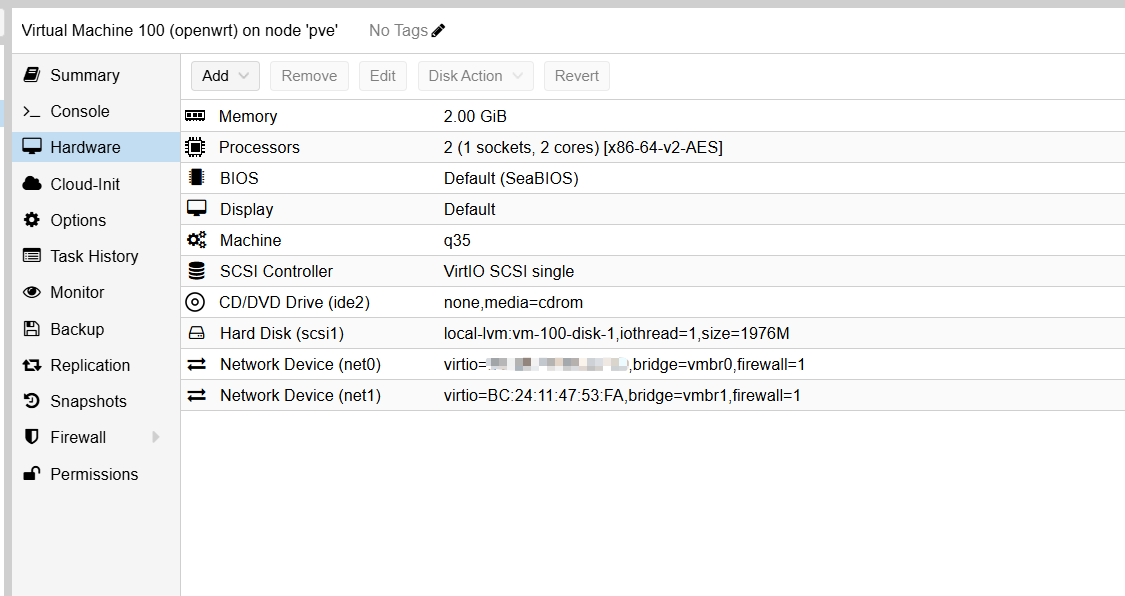 Virtual Machine 100 (openwrt) on node 'pve' No Tags
Summary
Console
Hardware
Cloud-Init
Options
Task History
Monitor
Backup
Replication
Snapshots
Firewall
Permissions
Add Remove Edit Disk Action Revert
Memory 2.00 GiB
Processors 2 (1 sockets, 2 cores) [x86-64-v2-AES]
BIOS Default (SeaBIOS)
Display Default
Machine q35
SCSI Controller VirtIO SCSI single
CD/DVD Drive (ide2) none,media=cdrom
Hard Disk (scsi1) local-lvm:vm-100-disk-1,iothread=1,size=1976M
Network Device (net0) virtio= ,bridge=vmbr0,firewall=1
Network Device (net1) virtio=BC:24:11:47:53:FA,bridge=vmbr1,firewall=1